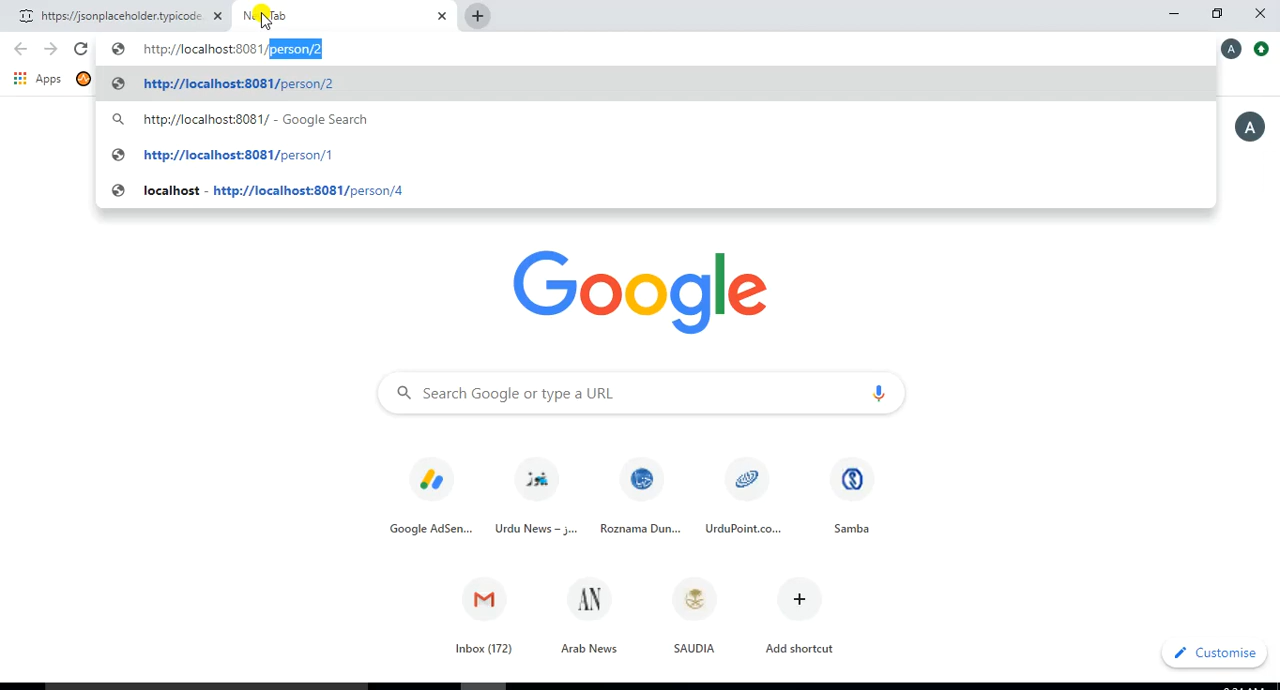 https://jsonplaceholder.typicode.
Tab
http://localhost:8081/person/2
A
Apps
http://localhost:8081/person/2
http://localhost:8081/ - Google Search
http://localhost:8081/person/1
localhost - http://localhost:8081/person/4
A
Google
Search Google or type a URL
Google AdSen...
Urdu News – ز...
Roznama Dun...
UrduPoint.co...
Samba
AN
Inbox (172)
Arab News
SAUDIA
Add shortcut
Customise